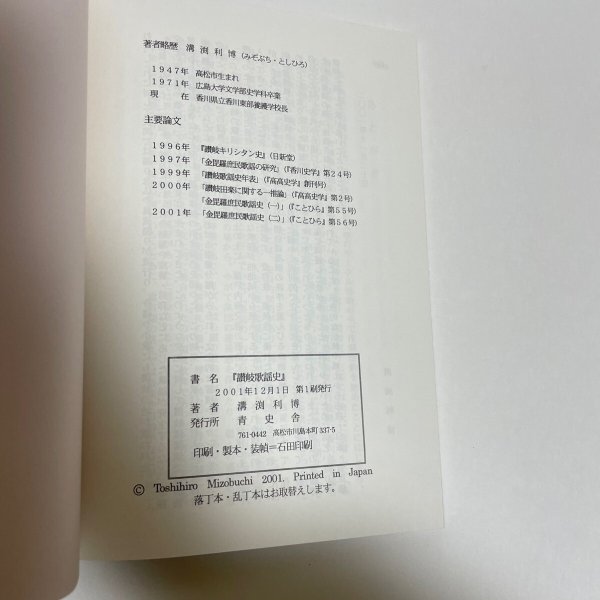 著者略歴 溝渕利博(みぞぶち・としひろ)
1947年 高松市生まれ
1971年 広島大学文学部史学科卒業
現在 香川県立香川東部養護学校長
主要論文
1996年 『讃岐キリシタン史』(日新堂)
1997年 「金毘羅庶民歌謡の研究」(『香川史学』第24号)
1999年 「讃岐歌謡史年表」(『高高史学』創刊号)
2000年 「讃岐田楽に関する一推論」(『高高史学』第2号)
「金毘羅庶民歌謡史(一)」(『ことひら』第55号)
2001年 「金毘羅庶民歌謡史(二)」(『ことひら』第56号)
書名 『讃岐歌謡史』
2001年12月1日 第1刷発行
著者 溝渕利博
発行所 青史舎
761-0442 高松市川島本町337-5
印刷・製本・装幀=石田印刷
© Toshihiro Mizobuchi 2001. Printed in Japan
落丁本・乱丁本はお取替えします。